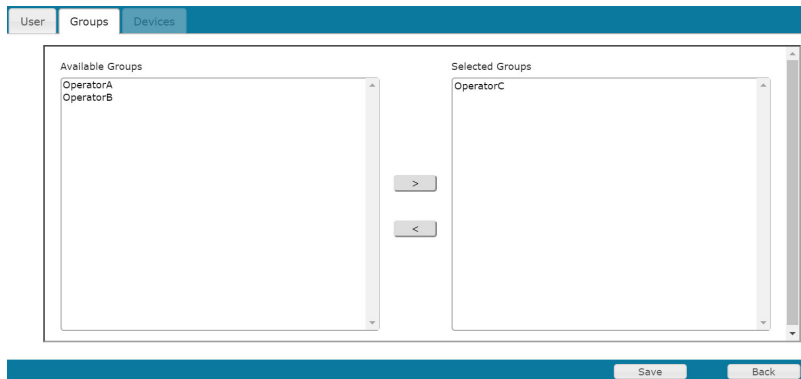 User Groups Devices
Available Groups Selected Groups
OperatorA OperatorC
OperatorB
>
<
Save Back